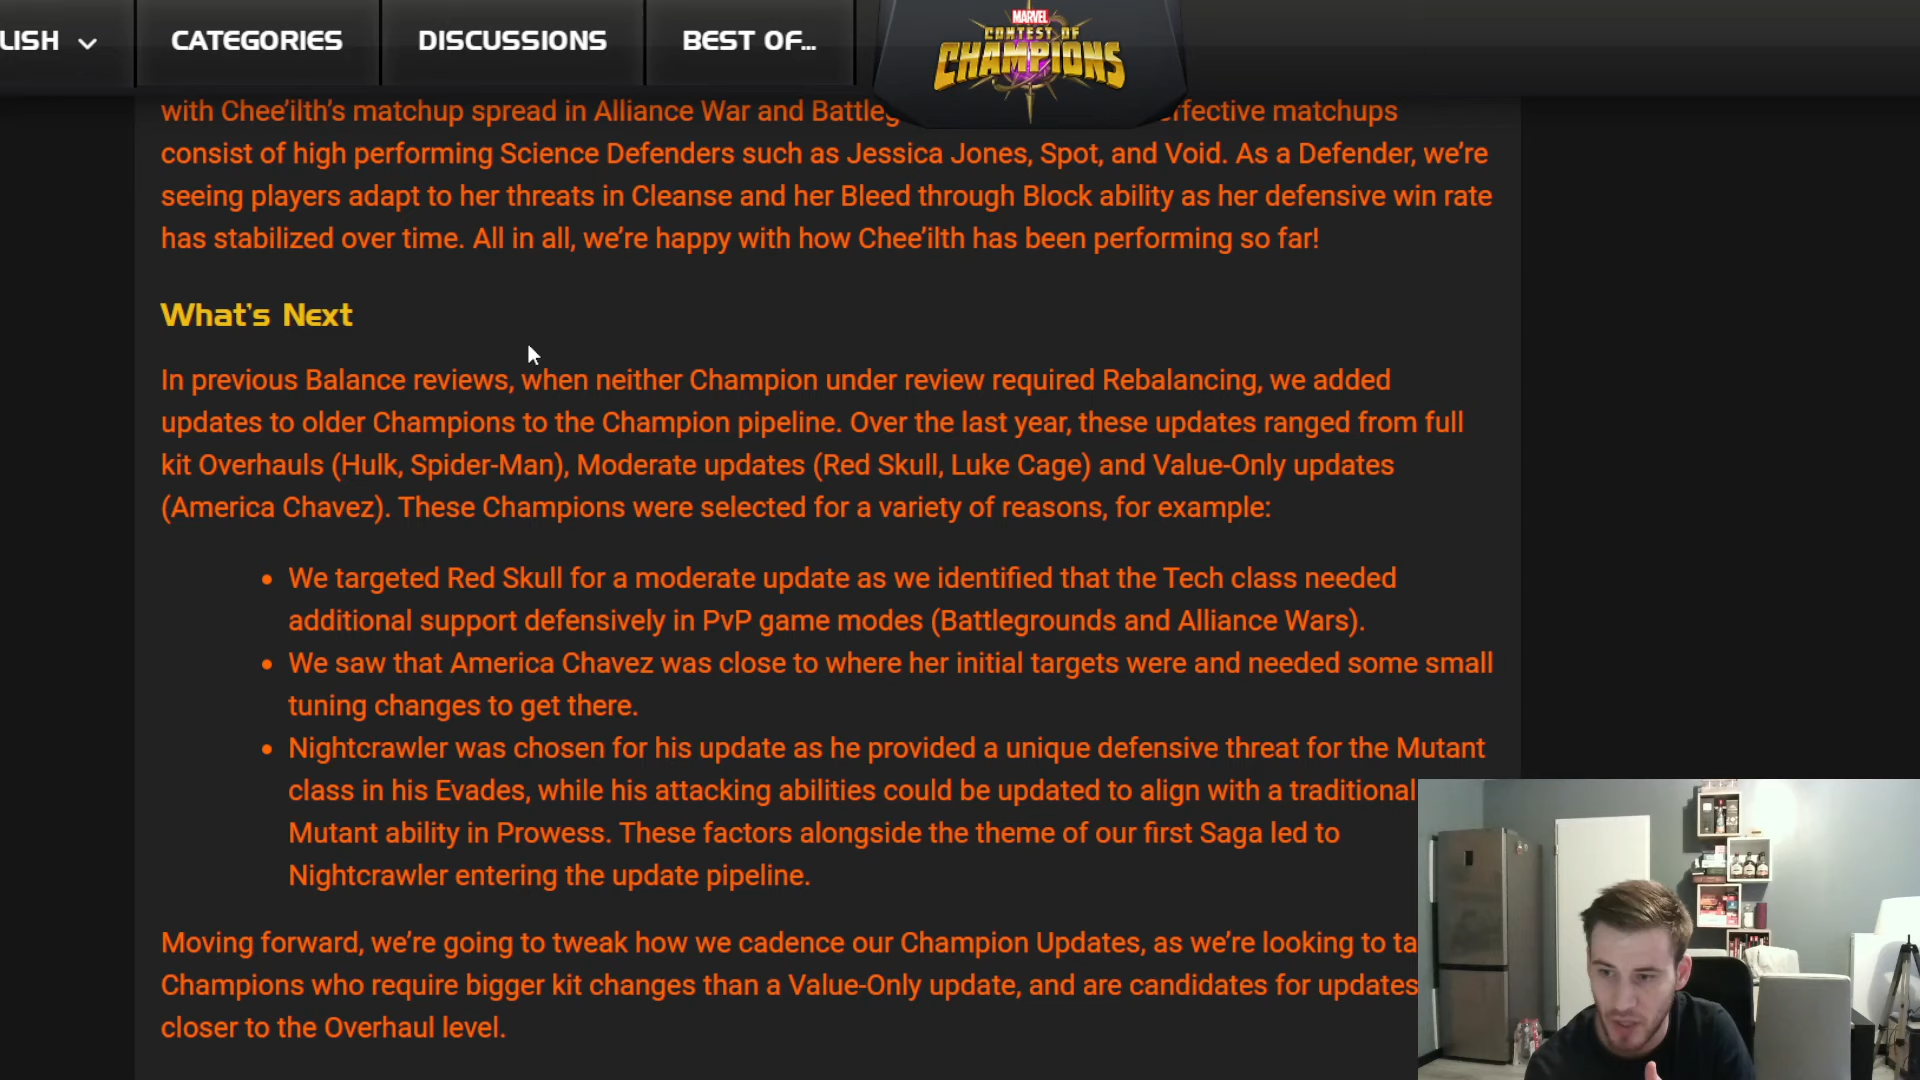 LISH
CATEGORIES
DISCUSSIONS
BEST OF...
MARVEL
CONTEST OF
CHAMPIONS
with Chee’ilth’s matchup spread in Alliance War and matchups
consist of high performing Science Defenders such as Jessica Jones, Spot, and Void. As a Defender, we’re
seeing players adapt to her threats in Cleanse and her Bleed through Block ability as her defensive win rate
has stabilized over time. All in all, we’re happy with how Chee’ilth has been performing so far!
What’s Next
In previous Balance reviews, when neither Champion under review required Rebalancing, we added
updates to older Champions to the Champion pipeline. Over the last year, these updates ranged from full
kit Overhauls (Hulk, Spider-Man), Moderate updates (Red Skull, Luke Cage) and Value-Only updates
(America Chavez). These Champions were selected for a variety of reasons, for example:
• We targeted Red Skull for a moderate update as we identified that the Tech class needed
additional support defensively in PvP game modes (Battlegrounds and Alliance Wars).
• We saw that America Chavez was close to where her initial targets were and needed some small
tuning changes to get there.
• Nightcrawler was chosen for his update as he provided a unique defensive threat for the Mutant
class in his Evades, while his attacking abilities could be updated to align with a traditional
Mutant ability in Prowess. These factors alongside the theme of our first Saga led to
Nightcrawler entering the update pipeline.
Moving forward, we’re going to tweak how we cadence our Champion Updates, as we’re looking to ta
Champions who require bigger kit changes than a Value-Only update, and are candidates for updates
closer to the Overhaul level.